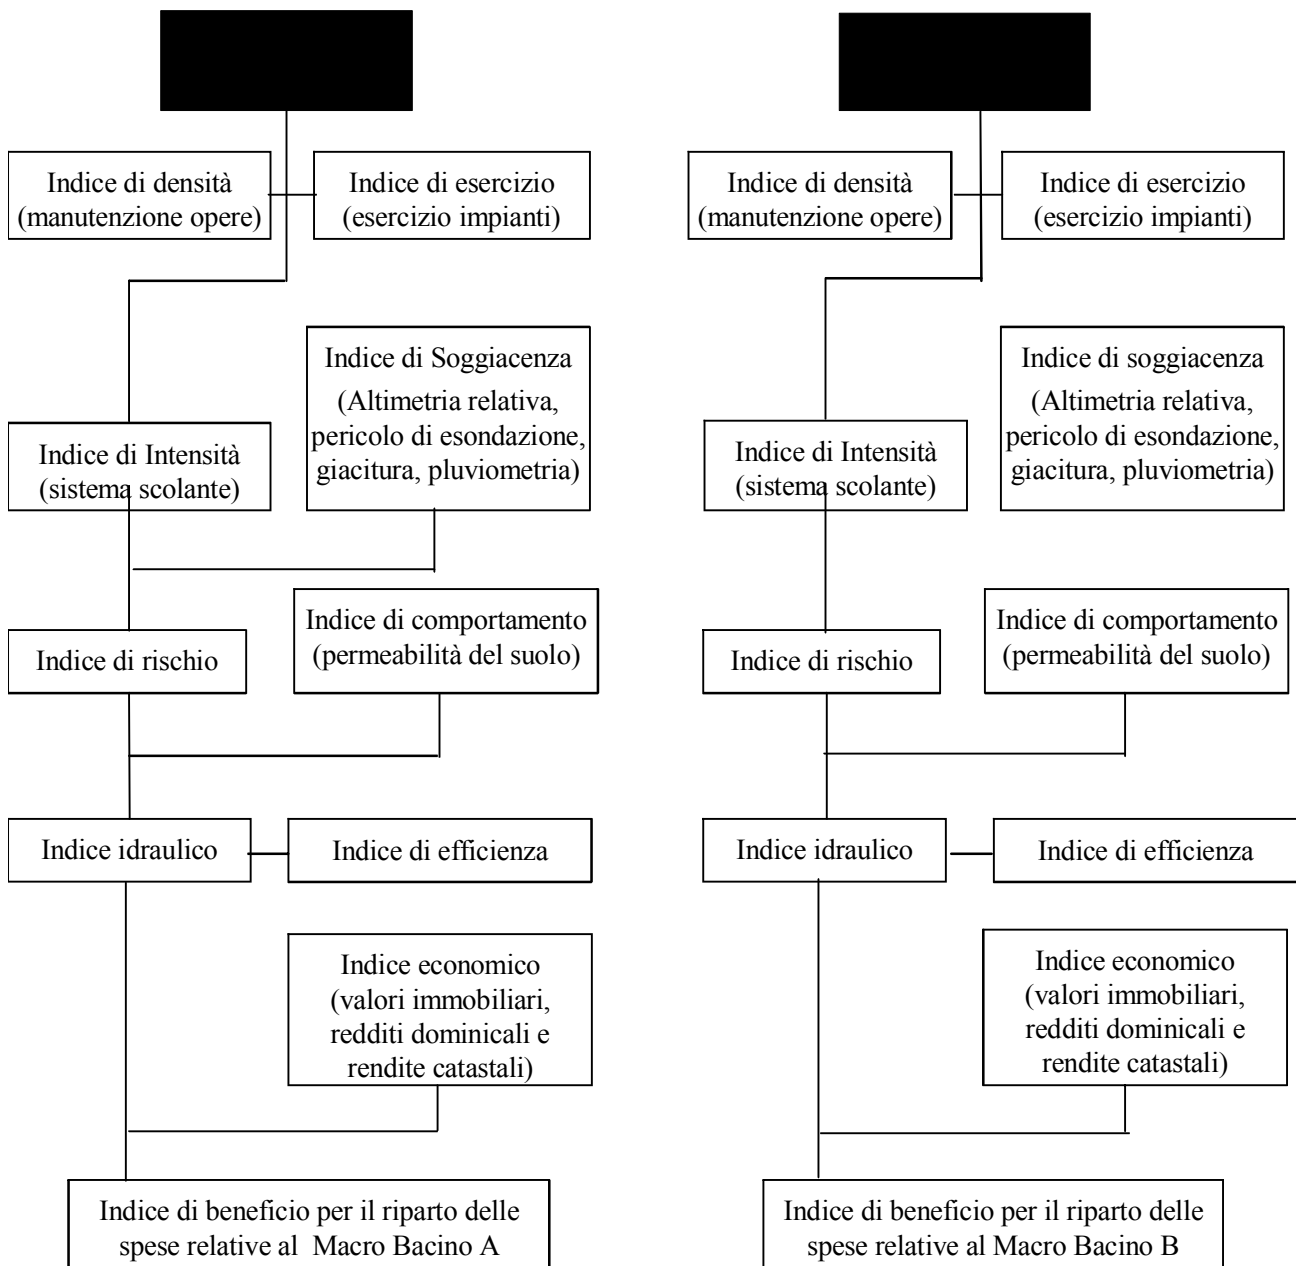 Indice di densità
(manutenzione opere)
Indice di esercizio
(esercizio impianti)
Indice di Soggiacenza
(Altimetria relativa,
pericolo di esondazione,
giacitura, pluviometria)
Indice di Intensità
(sistema scolante)
Indice di comportamento
(permeabilità del suolo)
Indice di rischio
Indice idraulico
Indice di efficienza
Indice economico
(valori immobiliari,
redditi dominicali e
rendite catastali)
Indice di beneficio per il riparto delle
spese relative al Macro Bacino A
Indice di densità
(manutenzione opere)
Indice di esercizio
(esercizio impianti)
Indice di soggiacenza
(Altimetria relativa,
pericolo di esondazione,
giacitura, pluviometria)
Indice di Intensità
(sistema scolante)
Indice di comportamento
(permeabilità del suolo)
Indice di rischio
Indice idraulico
Indice di efficienza
Indice economico
(valori immobiliari,
redditi dominicali e
rendite catastali)
Indice di beneficio per il riparto delle
spese relative al Macro Bacino B